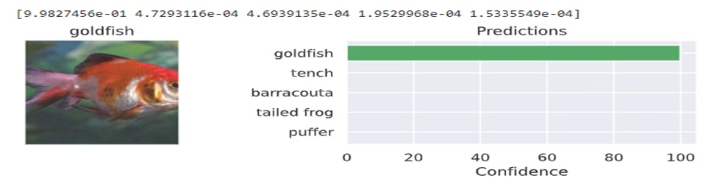 [9.9827456e-01 4.7293116e-04 4.6939135e-04 1.9529968e-04 1.5335549e-04]
goldfish
Predictions
goldfish
tench
barracouta
tailed frog
puffer
0 20 40 60 80 100
Confidence